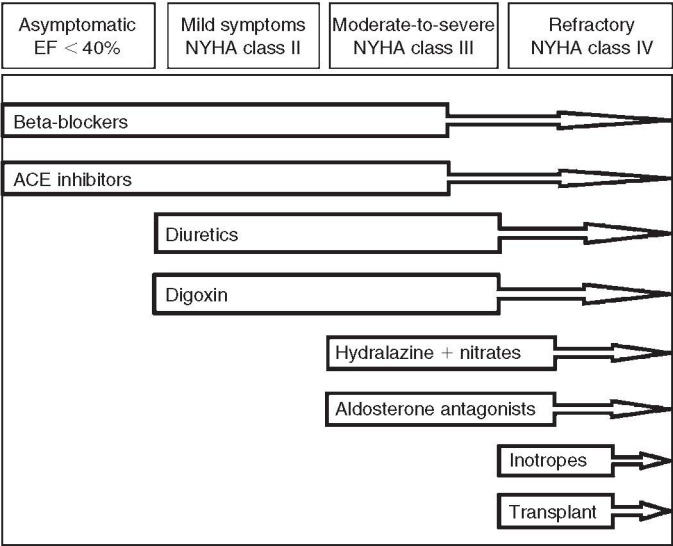 Asymptomatic
EF < 40%
Mild symptoms
NYHA class II
Moderate-to-severe
NYHA class III
Refractory
NYHA class IV
Beta-blockers
ACE inhibitors
Diuretics
Digoxin
Hydralazine + nitrates
Aldosterone antagonists
Inotropes
Transplant